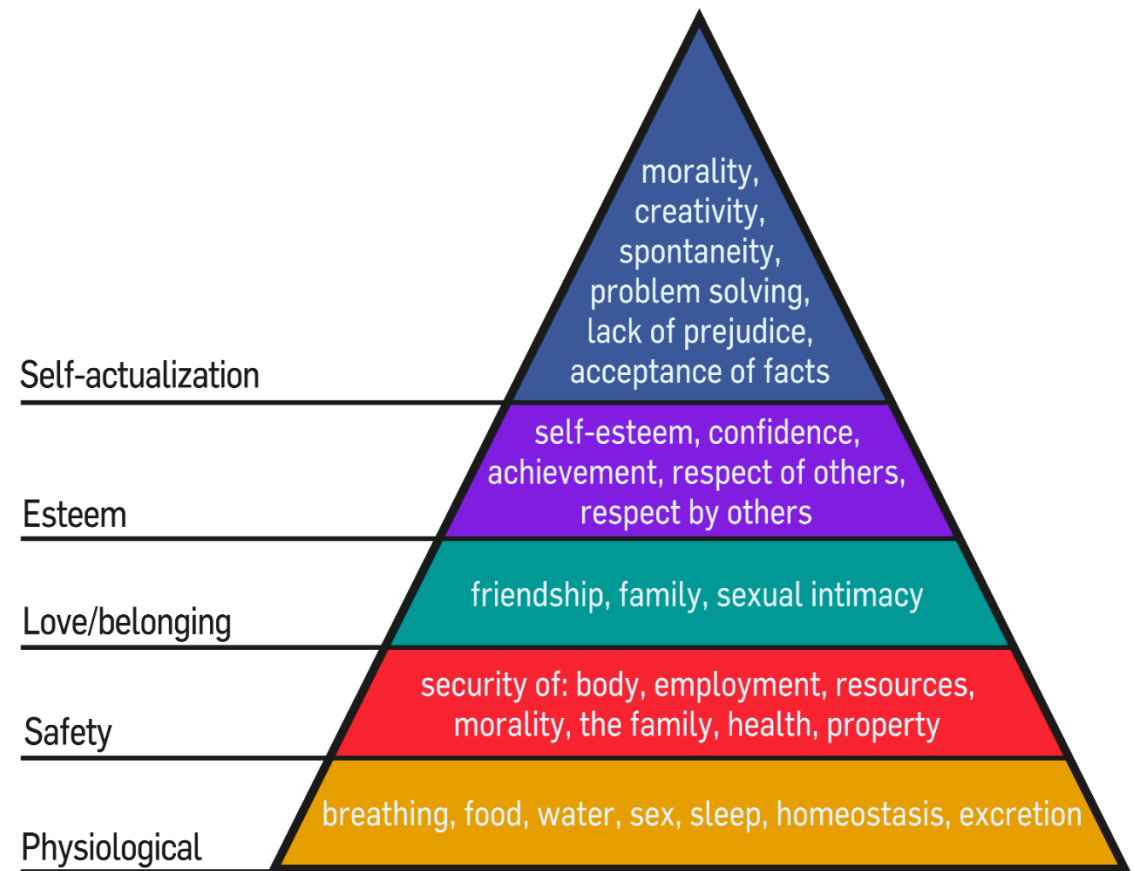 morality,
creativity,
spontaneity,
problem solving,
lack of prejudice,
acceptance of facts
Self-actualization
self-esteem, confidence,
achievement, respect of others,
respect by others
Esteem
friendship, family, sexual intimacy
Love/belonging
security of: body, employment, resources,
morality, the family, health, property
Safety
breathing, food, water, sex, sleep, homeostasis, excretion
Physiological